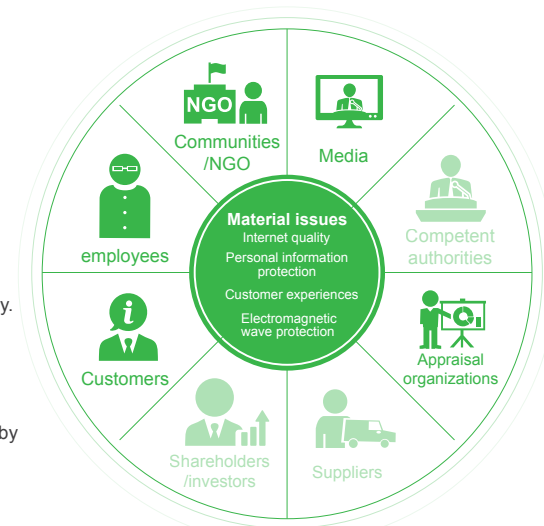 NGO
Communities
/NGO
Media
Competent
authorities
Appraisal
organizations
Suppliers
Shareholders
/investors
Customers
employees
Material issues
Internet quality
Personal information
protection
Customer experiences
Electromagnetic
wave protection
y.
by